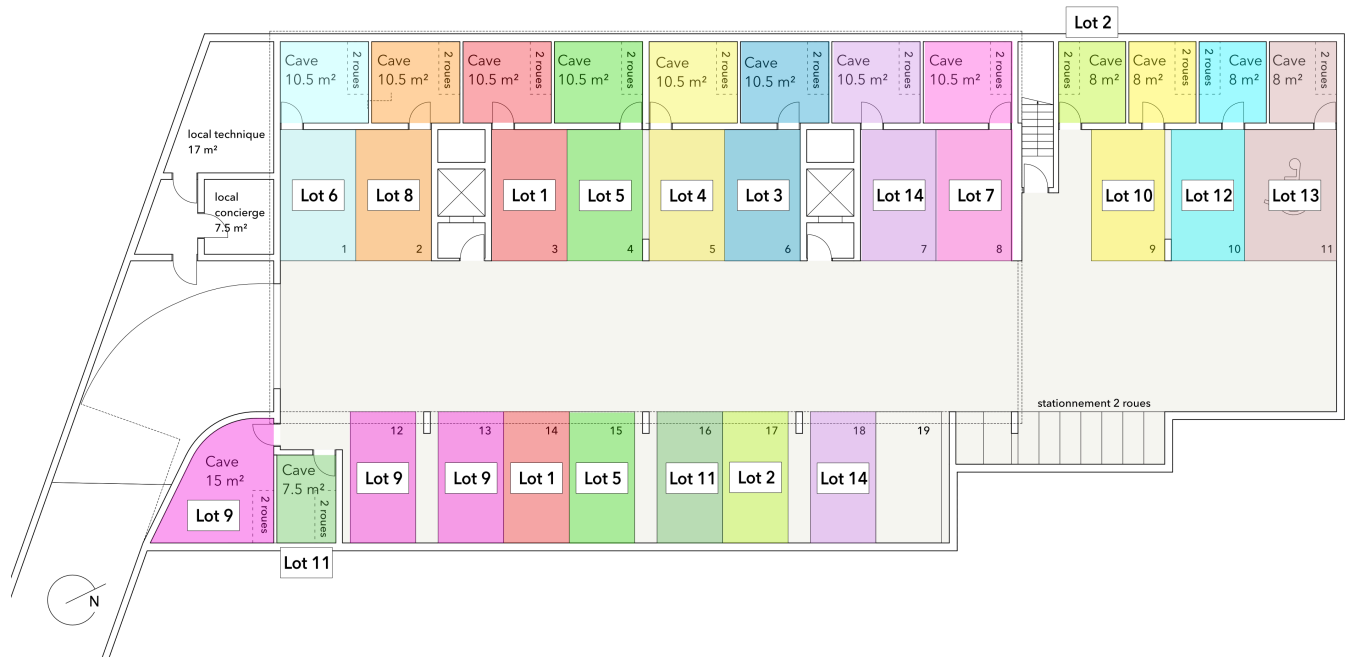 Lot 2
Cave
10.5 m²
2 roues
Cave
10.5 m²
2 roues
Cave
10.5 m²
2 roues
Cave
10.5 m²
2 roues
Cave
10.5 m²
2 roues
Cave
10.5 m²
2 roues
Cave
10.5 m²
2 roues
Cave
10.5 m²
2 roues
2 roues
Cave
8 m²
Cave
8 m²
2 roues
2 roues
Cave
8 m²
Cave
8 m²
2 roues
local technique
17 m²
local
concierge
7.5 m²
Lot 6
1
Lot 8
2
Lot 1
3
Lot 5
4
Lot 4
5
Lot 3
6
Lot 14
7
Lot 7
8
Lot 10
9
Lot 12
10
Lot 13
11
stationnement 2 roues
Cave
15 m²
Lot 9
2 roues
Cave
7.5 m²
2 roues
Lot 11
12
Lot 9
13
Lot 9
14
Lot 1
15
Lot 5
16
Lot 11
17
Lot 2
18
Lot 14
19
N